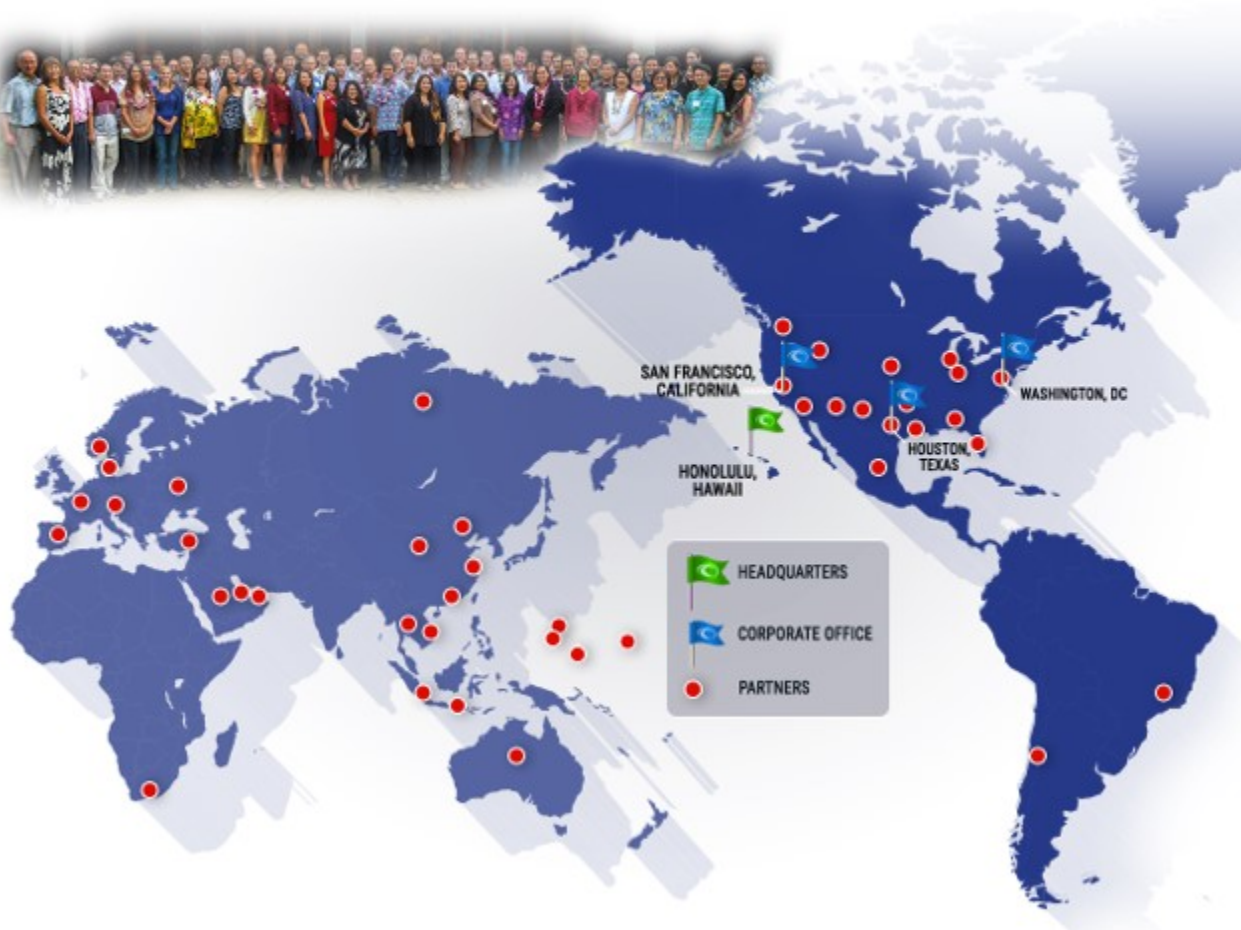 SAN FRANCISCO,
CALIFORNIA
WASHINGTON, DC
HOUSTON,
TEXAS
HONOLULU,
HAWAII
HEADQUARTERS
CORPORATE OFFICE
PARTNERS